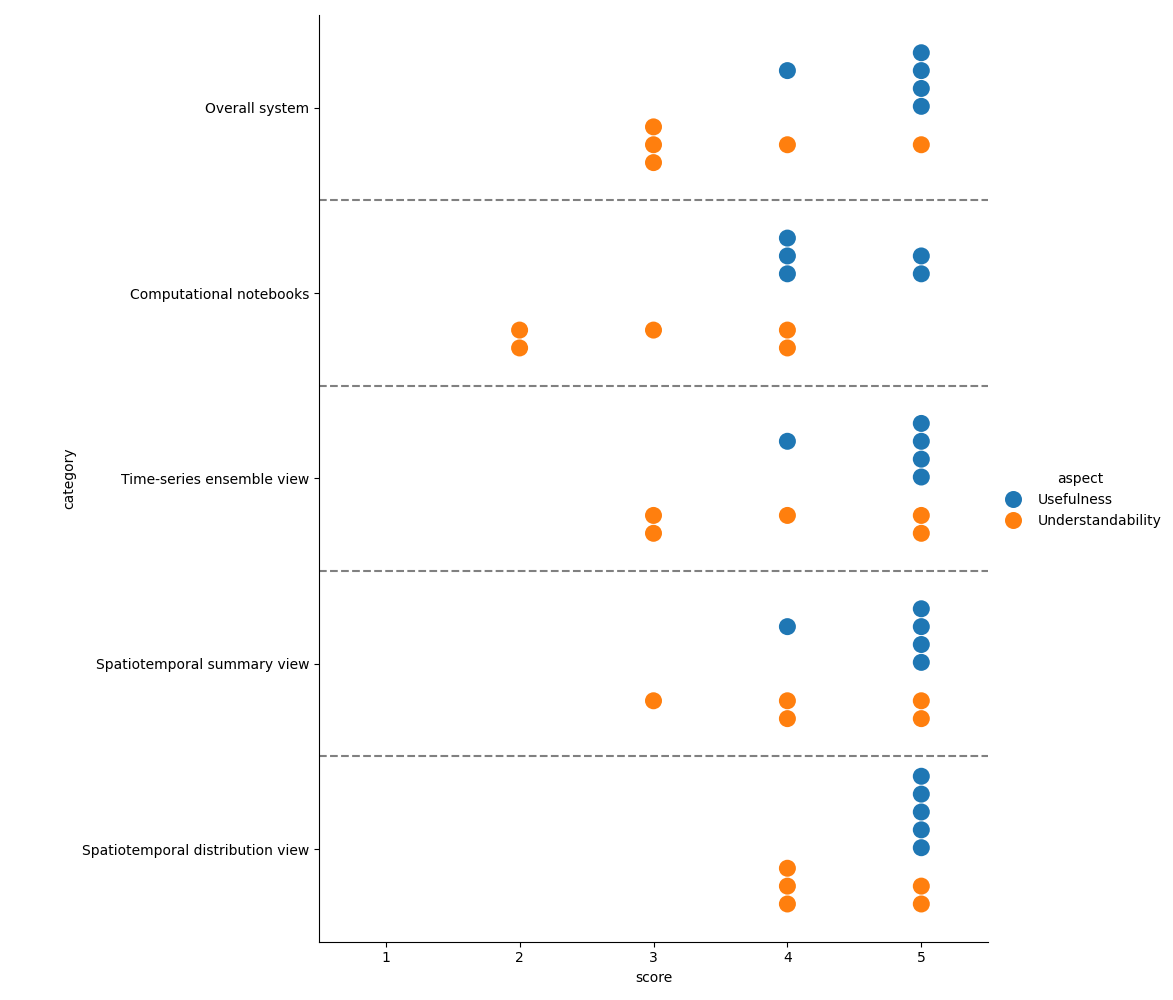 Overall system
Computational notebooks
Time-series ensemble view
Spatiotemporal summary view
Spatiotemporal distribution view
category
1 2 3 4 5
score
aspect
Usefulness
Understandability